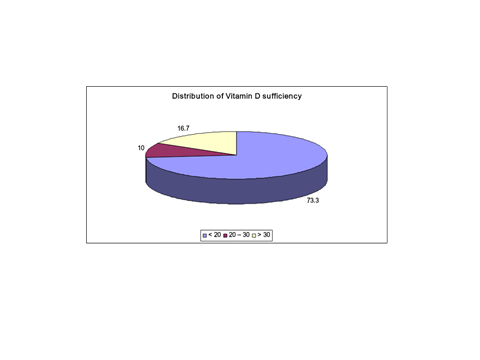 Distribution of Vitamin D sufficiency
16.7
10
73.3
< 20 20 – 30 > 30